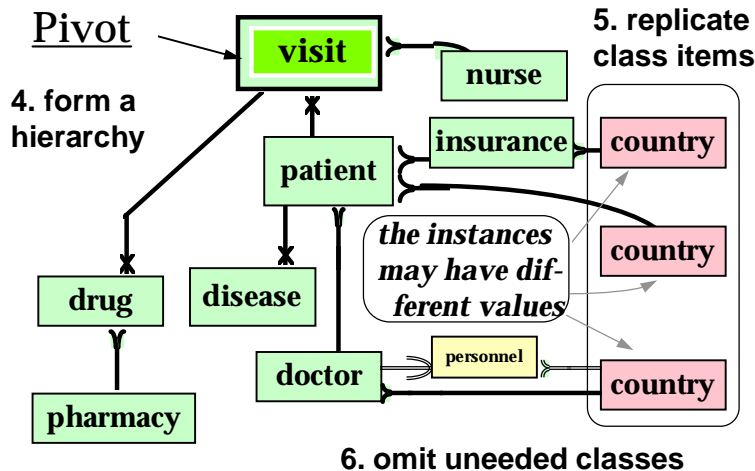 Pivot
visit
nurse
5. replicate
class items
4. form a
hierarchy
patient
insurance
country
country
the instances
may have dif-
ferent values
drug
disease
doctor
personnel
country
pharmacy
6. omit uneeded classes